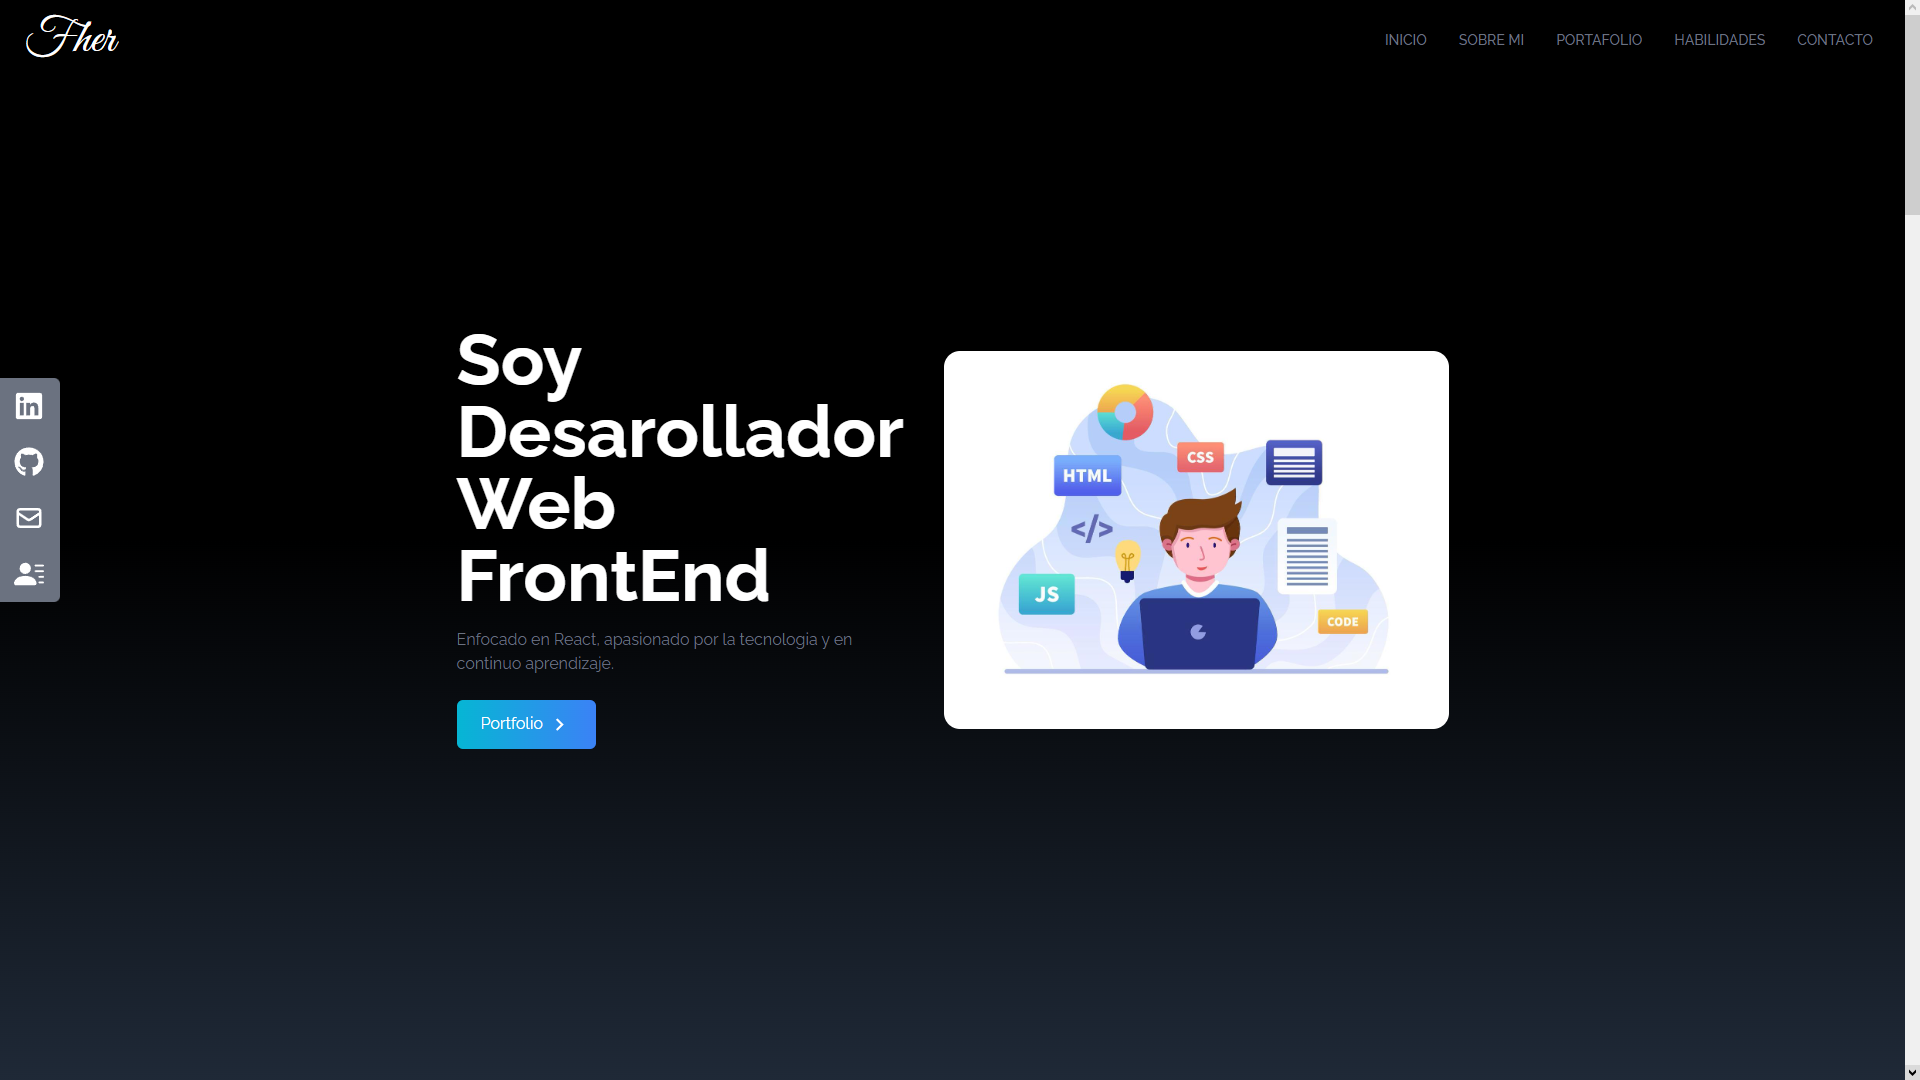 Fher
INICIO
SOBRE MI
PORTAFOLIO
HABILIDADES
CONTACTO
Soy
Desarollador
Web
FrontEnd
Enfocado en React, apasionado por la tecnologia y en
continuo aprendizaje.
Portfolio
HTML
CSS
</>
JS
CODE
in